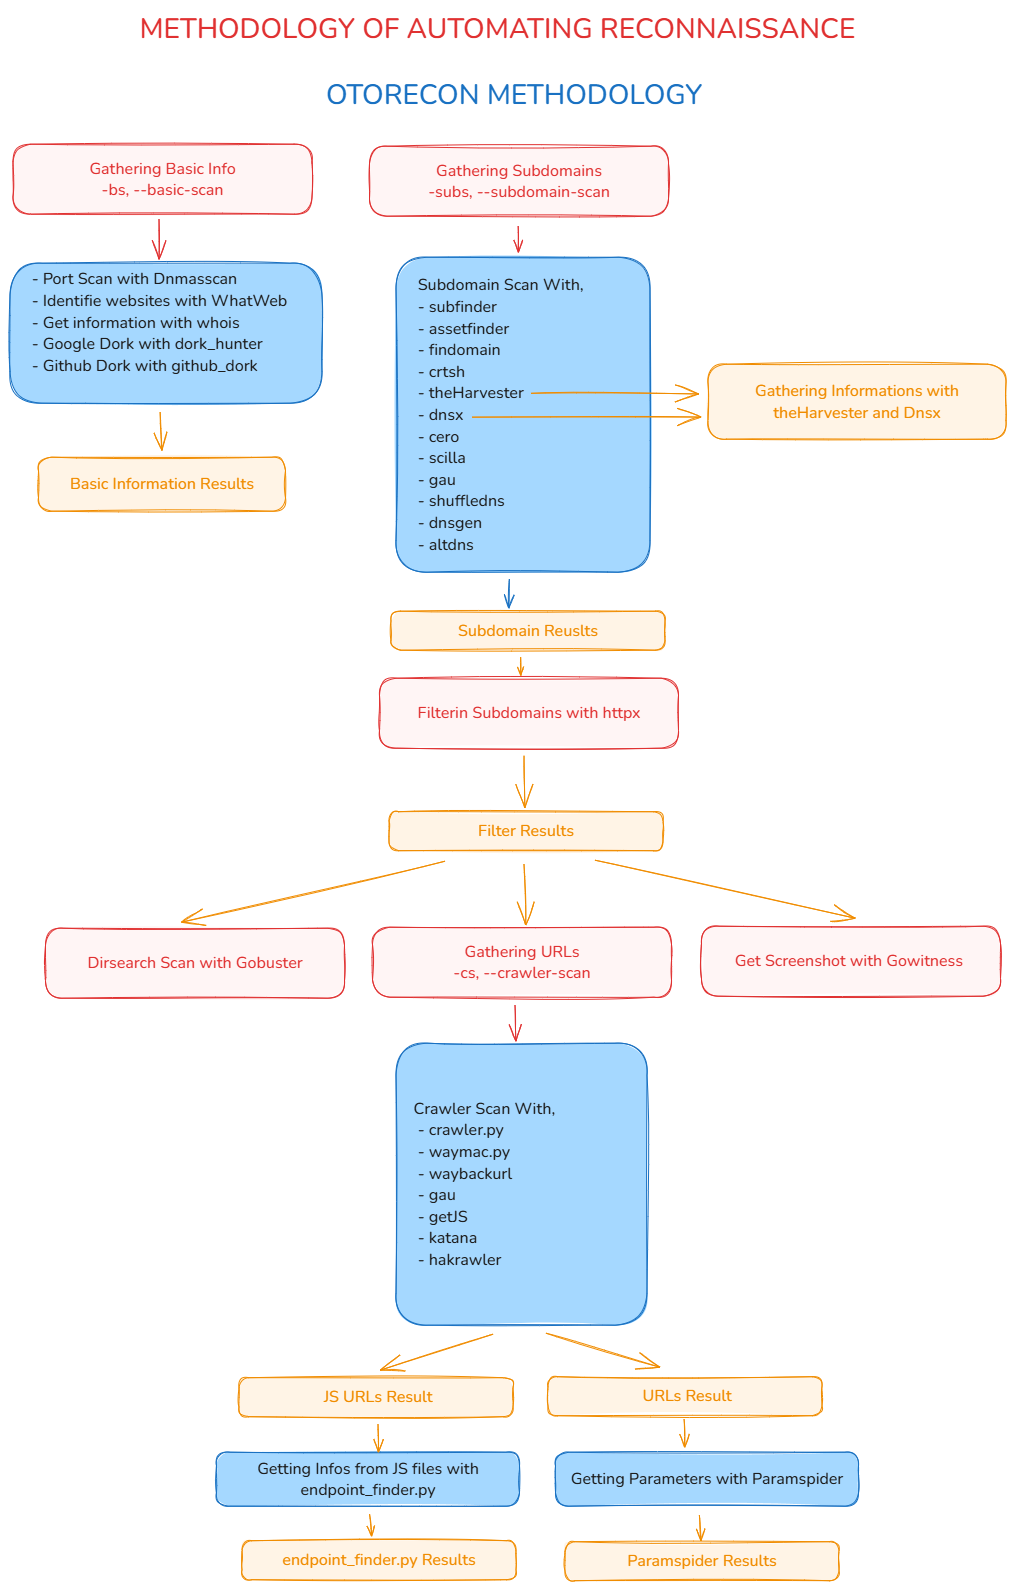 METHODOLOGY OF AUTOMATING RECONNAISSANCE
OTORECON METHODOLOGY
Gathering Basic Info
-bs, --basic-scan
- Port Scan with Dnmasscan
- Identifie websites with WhatWeb
- Get information with whois
- Google Dork with dork_hunter
- Github Dork with github_dork
Basic Information Results
Gathering Subdomains
-subs, --subdomain-scan
Subdomain Scan With,
- subfinder
- assetfinder
- findomain
- crtsh
- theHarvester
- dnsx
- cero
- scilla
- gau
- shuffledns
- dnsgen
- altdns
Gathering Informations with
theHarvester and Dnsx
Subdomain Reuslts
Filterin Subdomains with httpx
Filter Results
Dirsearch Scan with Gobuster
Gathering URLs
-cs, --crawler-scan
Get Screenshot with Gowitness
Crawler Scan With,
- crawler.py
- waymac.py
- waybackurl
- gau
- getJS
- katana
- hakrawler
JS URLs Result
URLs Result
Getting Infos from JS files with
endpoint_finder.py
Getting Parameters with Paramspider
endpoint_finder.py Results
Paramspider Results